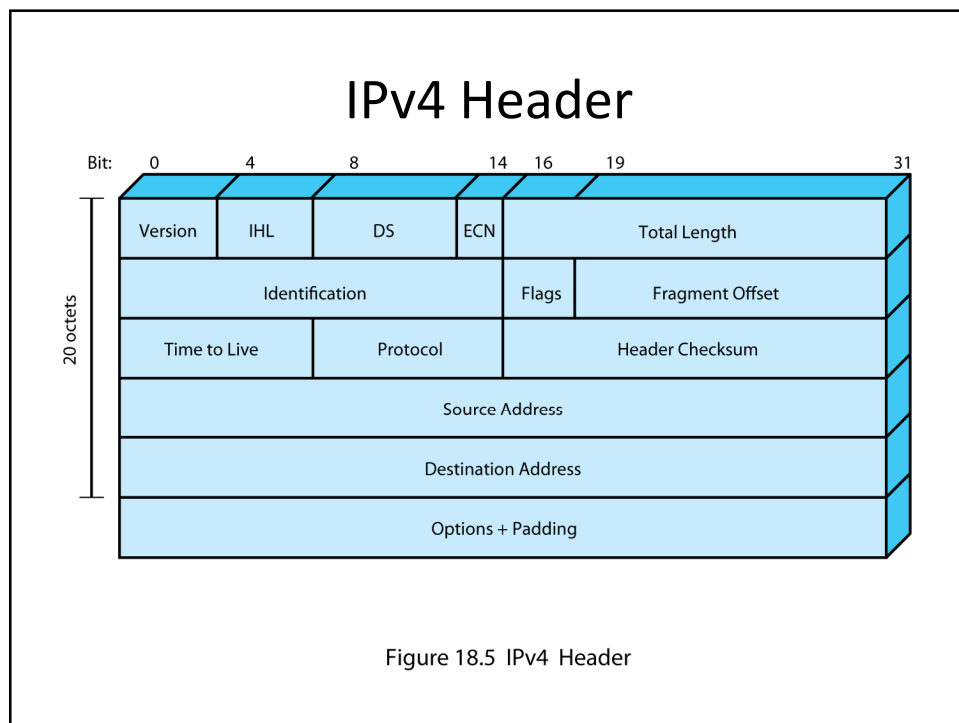 IPv4 Header
Bit: 0 4 8 14 16 19 31
Version IHL DS ECN Total Length
Identification Flags Fragment Offset
Time to Live Protocol Header Checksum
Source Address
Destination Address
Options + Padding
20 octets
Figure 18.5 IPv4 Header